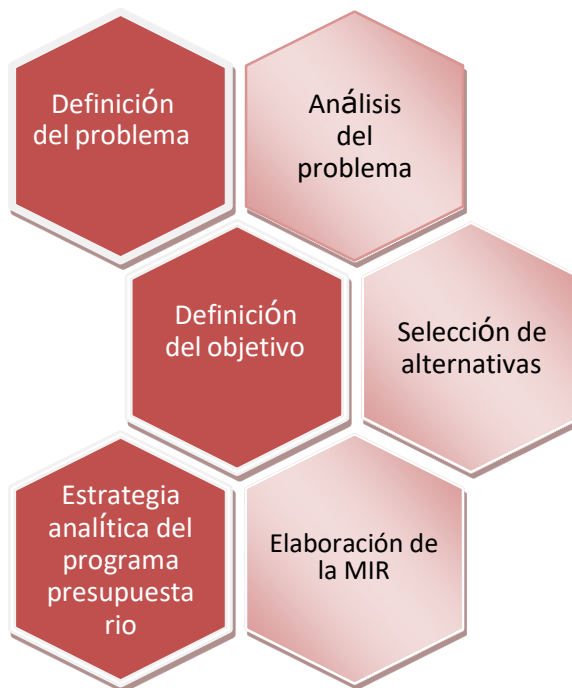 Definición
del problema
Análisis
del
problema
Definición
del objetivo
Selección de
alternativas
Estrategia
analítica del
programa
presupuesta
rio
Elaboración de
la MIR